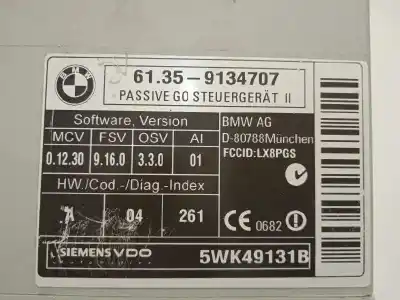 BMW
61.35-9134707
PASSIVE GO STEUERGERÄT II
Software, Version
MCV FSV OSV AI
0.12.30 9.16.0 3.3.0 01
HW./Cod.-/Diag.-Index
A 04 261
BMW AG
D-80788München
FCCID:LX8PGS
CE 0682
SIEMENS VDO
5WK49131B